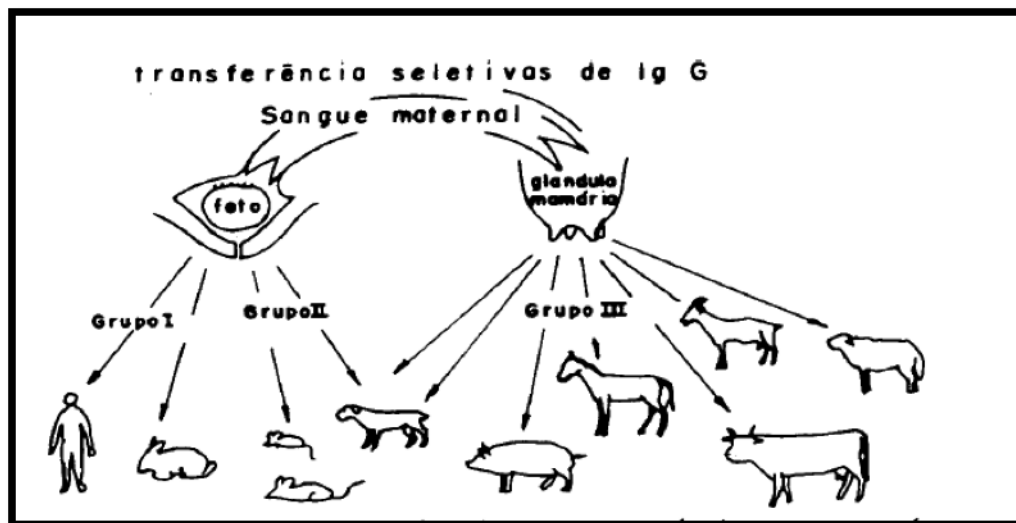 transferência seletivas de Ig G
Sangue maternal
feto
glandula
mamária
Grupo I
Grupo II
Grupo III